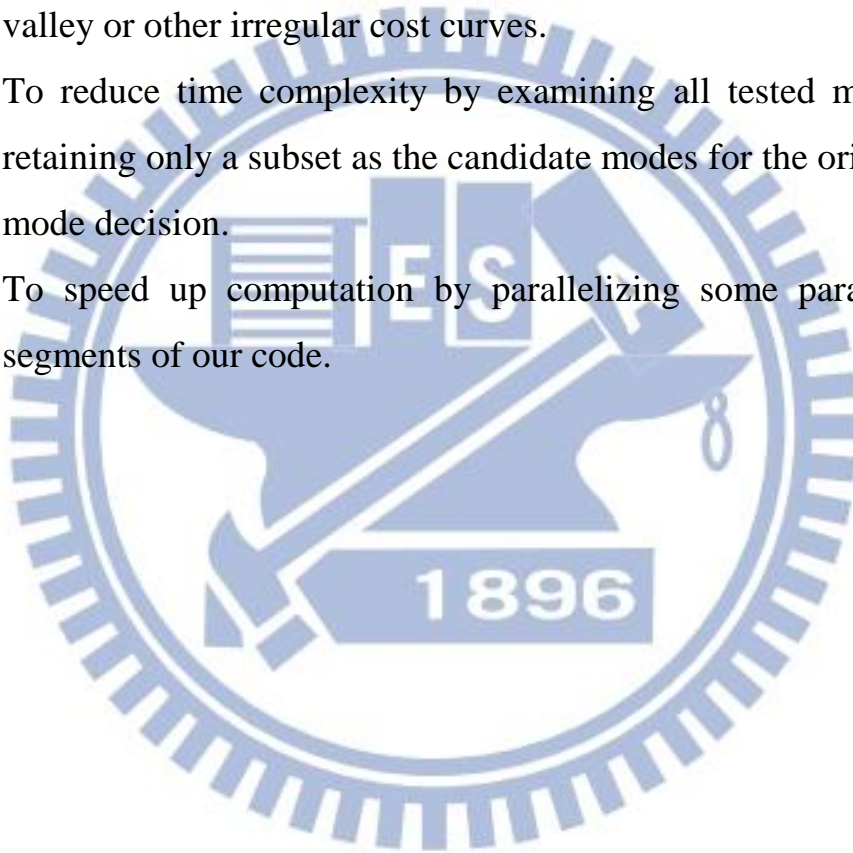 valley or other irregular cost curves.
To reduce time complexity by examining all tested m
retaining only a subset as the candidate modes for the ori
mode decision.
To speed up computation by parallelizing some para
segments of our code.
E S A
1896